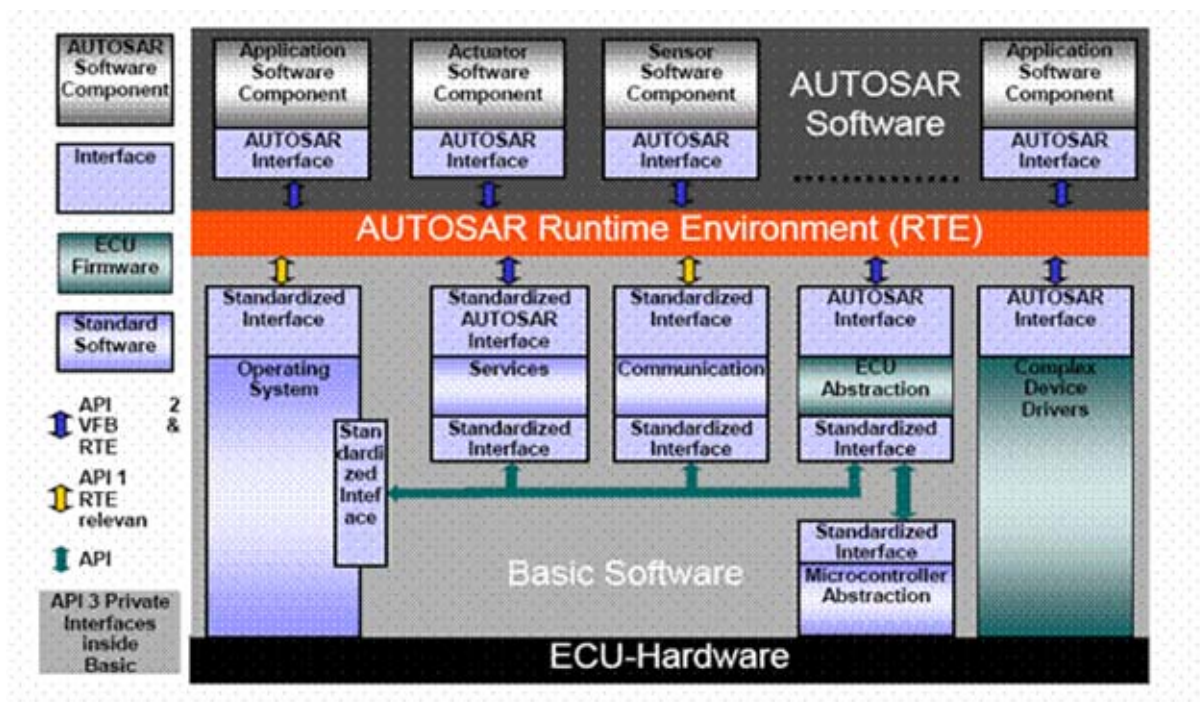 AUTOSAR
Software
Component
Interface
ECU
Firmware
Standard
Software
API 2
VFB &
RTE
API 1
RTE
relevan
API
API 3 Private
Interfaces
inside
Basic
Application
Software
Component
AUTOSAR
Interface
Actuator
Software
Component
AUTOSAR
Interface
Sensor
Software
Component
AUTOSAR
Interface
AUTOSAR
Software
Application
Software
Component
AUTOSAR
Interface
AUTOSAR Runtime Environment (RTE)
Standardized
Interface
Operating
System
Stan
dardi
zed
Intef
ace
Standardized
AUTOSAR
Interface
Services
Standardized
Interface
Standardized
Interface
Communication
Standardized
Interface
AUTOSAR
Interface
ECU
Abstraction
Standardized
Interface
Standardized
Interface
Microcontroller
Abstraction
AUTOSAR
Interface
Complex
Device
Drivers
Basic Software
ECU-Hardware